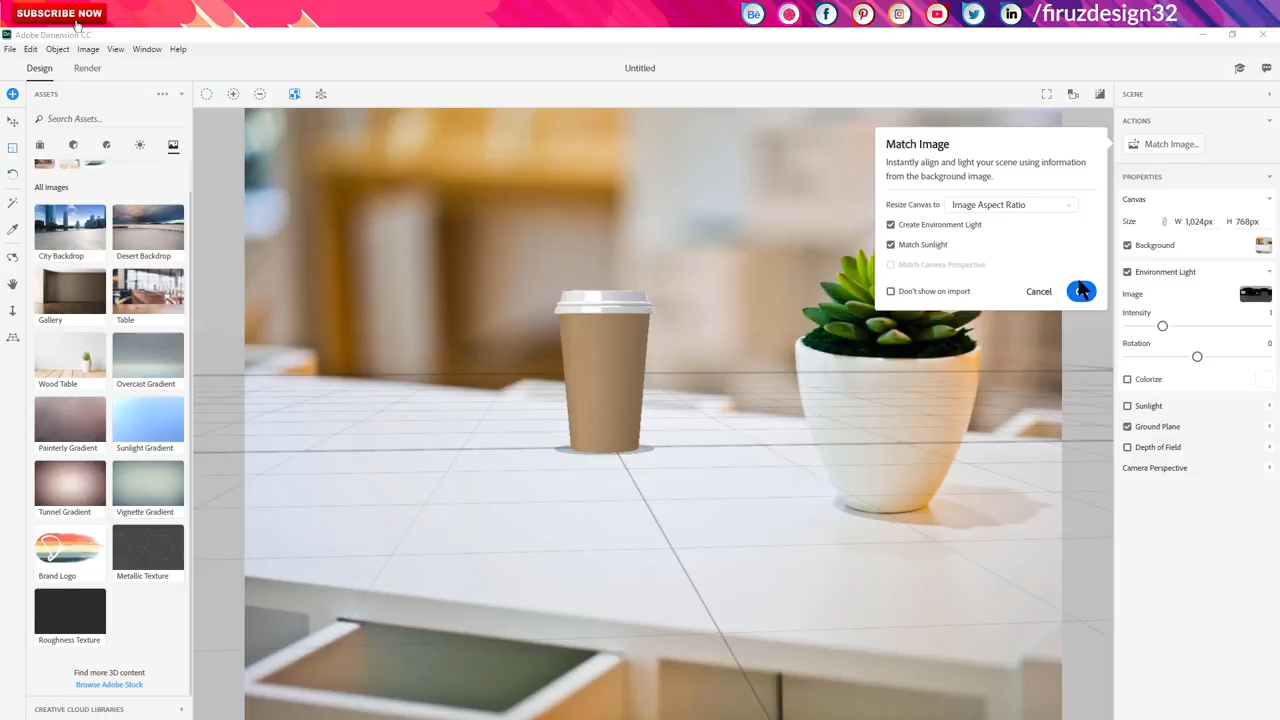 SUBSCRIBE NOW
/firuzdesign32
Dn Adobe Dimension CC
File Edit Object Image View Window Help
Design Render
Untitled
ASSETS
Search Assets...
All Images
City Backdrop
Desert Backdrop
Gallery
Table
Wood Table
Overcast Gradient
Painterly Gradient
Sunlight Gradient
Tunnel Gradient
Vignette Gradient
Brand Logo
Metallic Texture
Roughness Texture
Find more 3D content
Browse Adobe Stock
CREATIVE CLOUD LIBRARIES
Match Image
Instantly align and light your scene using information
from the background image.
Resize Canvas to Image Aspect Ratio
Create Environment Light
Match Sunlight
Match Camera Perspective
Don't show on import
Cancel
SCENE
ACTIONS
Match Image...
PROPERTIES
Canvas
Size W 1,024px H 768px
Background
Environment Light
Image
Intensity 1
Rotation 0
Colorize
Sunlight
Ground Plane
Depth of Field
Camera Perspective